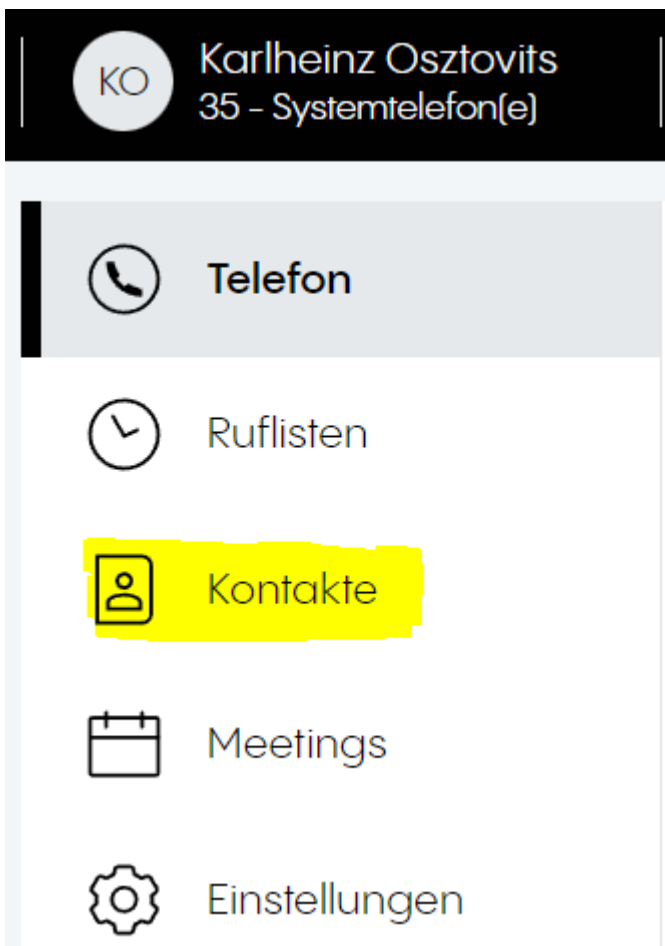 KO
Karlheinz Osztovits
35 - Systemtelefon(e)
Telefon
Ruflisten
Kontakte
Meetings
Einstellungen